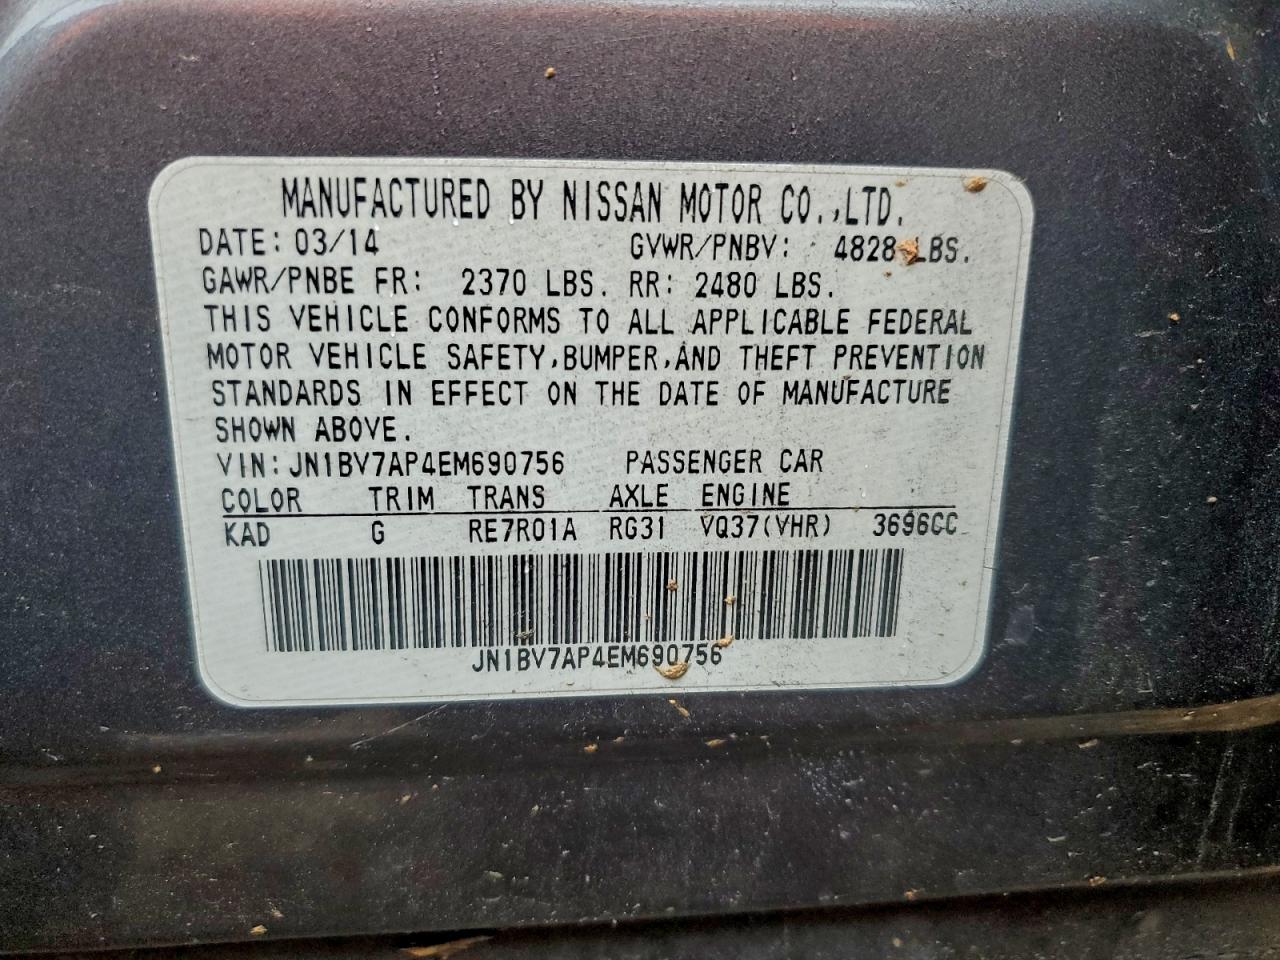 MANUFACTURED BY NISSAN MOTOR CO.,LTD.
DATE: 03/14 GVWR/PNBV: 4828 LBS.
GAWR/PNBE FR: 2370 LBS. RR: 2480 LBS.
THIS VEHICLE CONFORMS TO ALL APPLICABLE FEDERAL
MOTOR VEHICLE SAFETY,BUMPER,AND THEFT PREVENTION
STANDARDS IN EFFECT ON THE DATE OF MANUFACTURE
SHOWN ABOVE.
VIN:JN1BV7AP4EM690756 PASSENGER CAR
COLOR TRIM TRANS AXLE ENGINE
KAD G RE7R01A RG31 VQ37(VHR) 3696CC
JN1BV7AP4EM690756